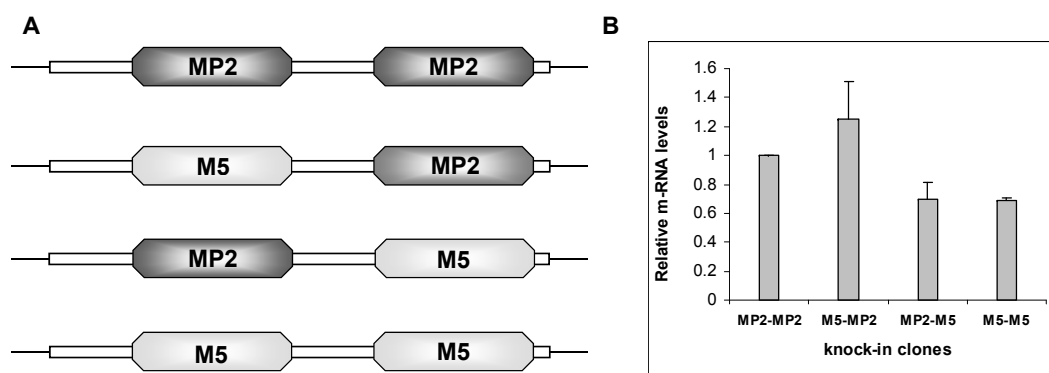 A
MP2 MP2
M5 MP2
MP2 M5
M5 M5
B
Relative m-RNA levels
1.6
1.4
1.2
1
0.8
0.6
0.4
0.2
0
MP2-MP2 M5-MP2 MP2-M5 M5-M5
knock-in clones